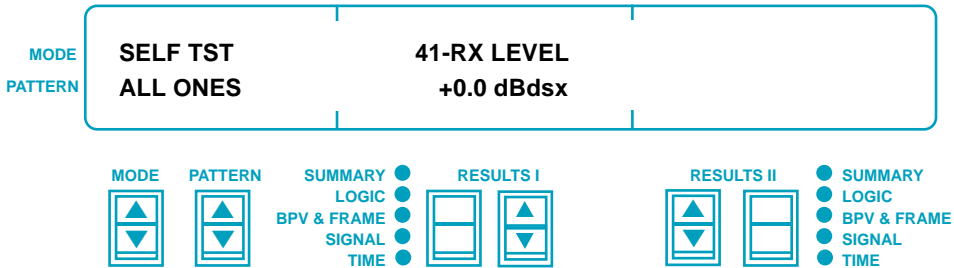 MODE SELF TST 41-RX LEVEL
PATTERN ALL ONES +0.0 dBdsx
MODE PATTERN SUMMARY RESULTS I RESULTS II SUMMARY
LOGIC LOGIC
BPV & FRAME BPV & FRAME
SIGNAL SIGNAL
TIME TIME